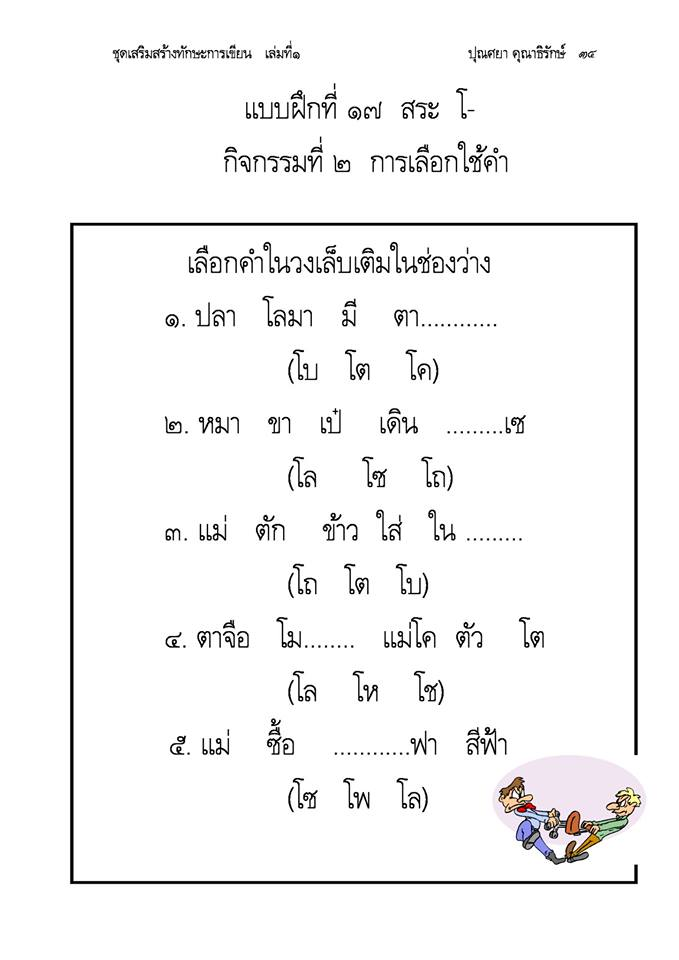 ชุดเสริมสร้างทักษะการเขียน เล่มที่๑ ปุณศยา คุณาธิรักษ์ ๓๔
แบบฝึกที่ ๑๗ สระ โ-
กิจกรรมที่ ๒ การเลือกใช้คำ
เลือกคำในวงเล็บเติมในช่องว่าง
๑. ปลา โลมา มี ตา............
(โบ โต โค)
๒. หมา ขา เป๋ เดิน .........เซ
(โล โซ โถ)
๓. แม่ ตัก ข้าว ใส่ ใน .........
(โถ โต โบ)
๔. ตาจือ โม........ แม่โค ตัว โต
(โล โห โช)
๕. แม่ ซื้อ ............ฟา สีฟ้า
(โซ โพ โล)